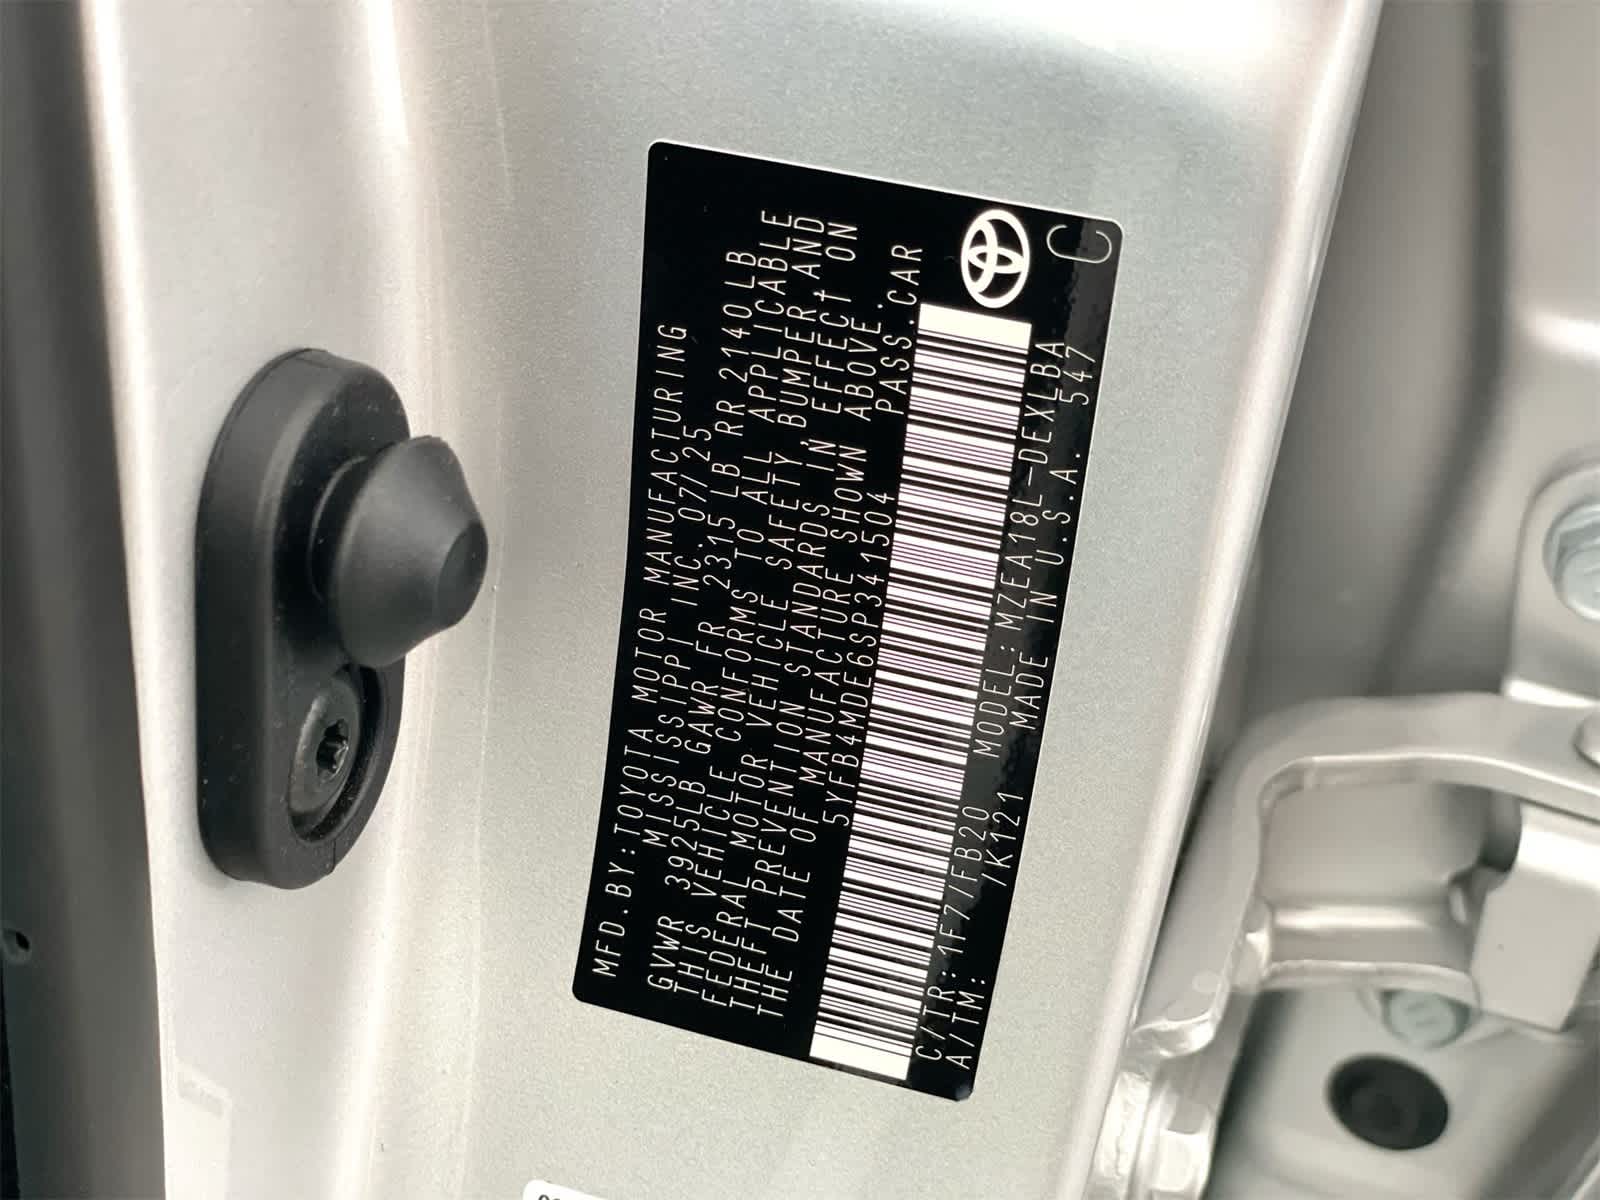 MFD.BY:TOYOTA MOTOR MANUFACTURING
MISSISSIPPI INC. 07/25
GVWR 3925LB GAWR FR 2315 LB RR 2140LB
THIS VEHICLE CONFORMS TO ALL APPLICABLE
FEDERAL MOTOR VEHICLE SAFETY, BUMPER,AND
THEFT PREVENTION STANDARDS IN EFFECT ON
THE DATE OF MANUFACTURE SHOWN ABOVE.
5YFB4MDE6SP341504 PASS.CAR
C/TR:1F7/FB20 MODEL:MZEA18L-DEXLBA
A/TM: /K121 MADE IN U.S.A. 547
C